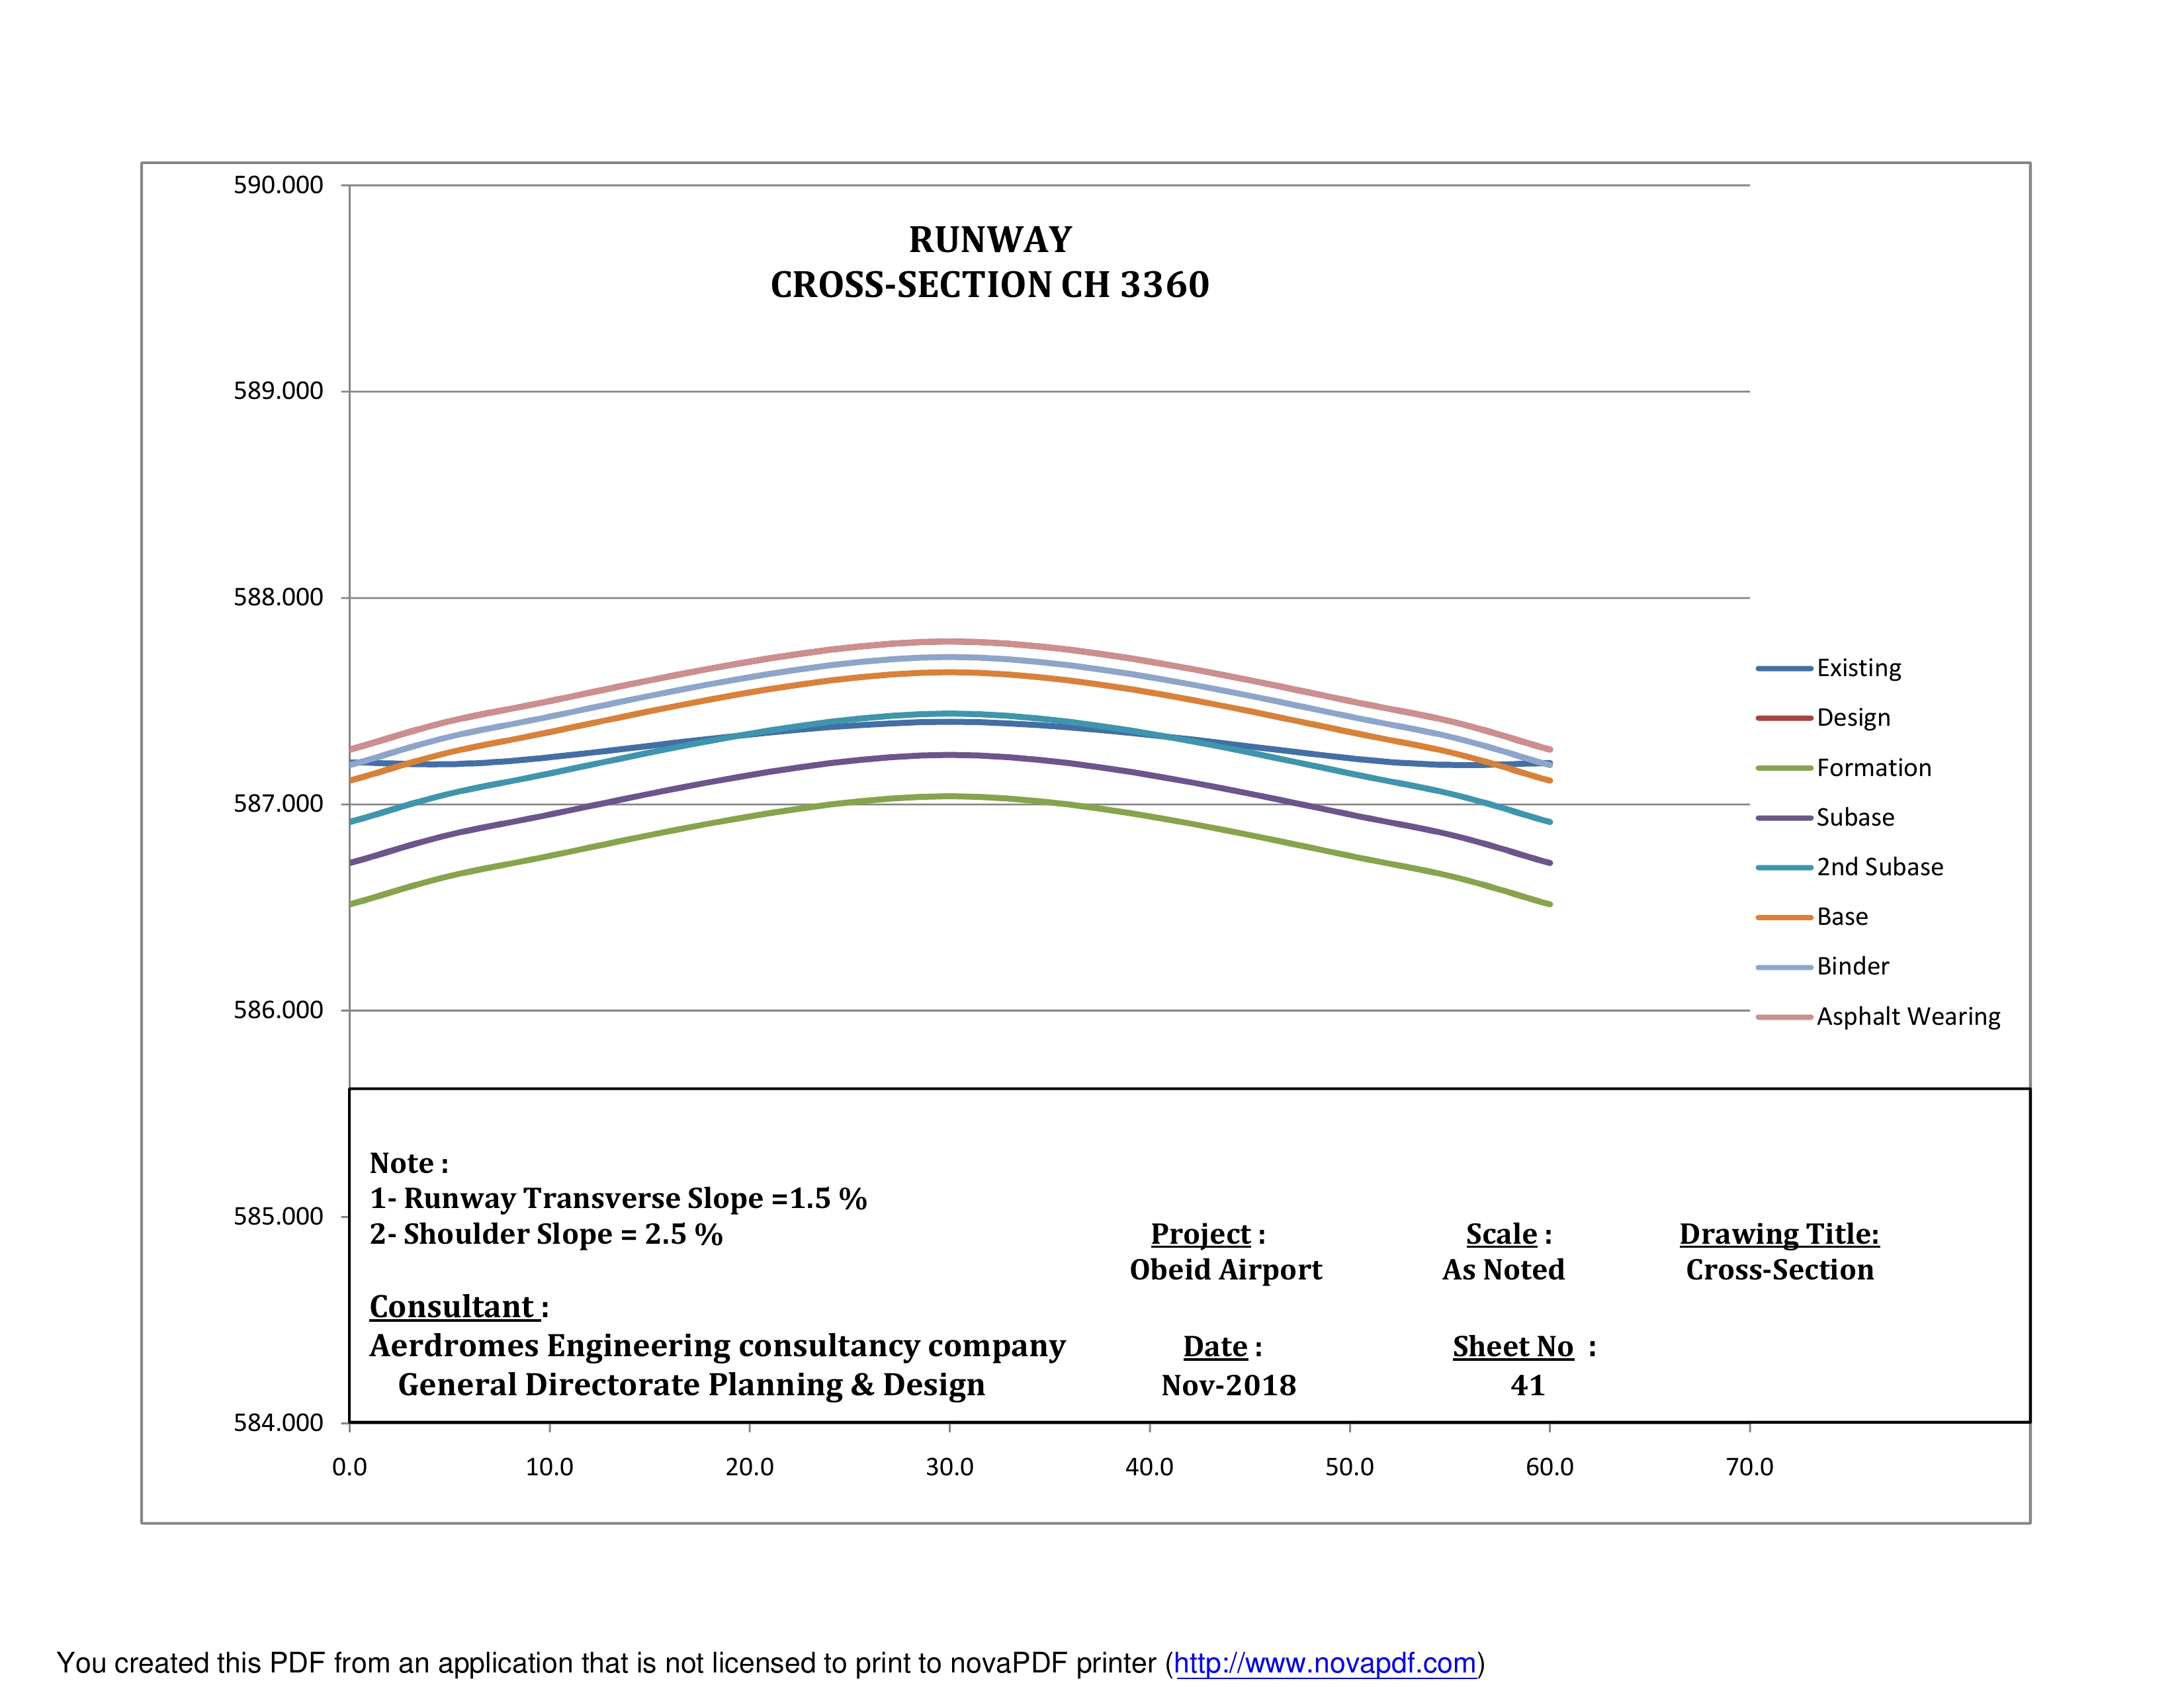 590.000
RUNWAY
CROSS-SECTION CH 3360
589.000
588.000
587.000
586.000
585.000
584.000
Existing
Design
Formation
Subase
2nd Subase
Base
Binder
Asphalt Wearing
Note :
1- Runway Transverse Slope =1.5 %
2- Shoulder Slope = 2.5 %
Consultant :
Aerdromes Engineering consultancy company
General Directorate Planning & Design
Project :
Obeid Airport
Scale :
As Noted
Drawing Title:
Cross-Section
Date :
Nov-2018
Sheet No :
41
0.0 10.0 20.0 30.0 40.0 50.0 60.0 70.0
You created this PDF from an application that is not licensed to print to novaPDF printer (http://www.novapdf.com)